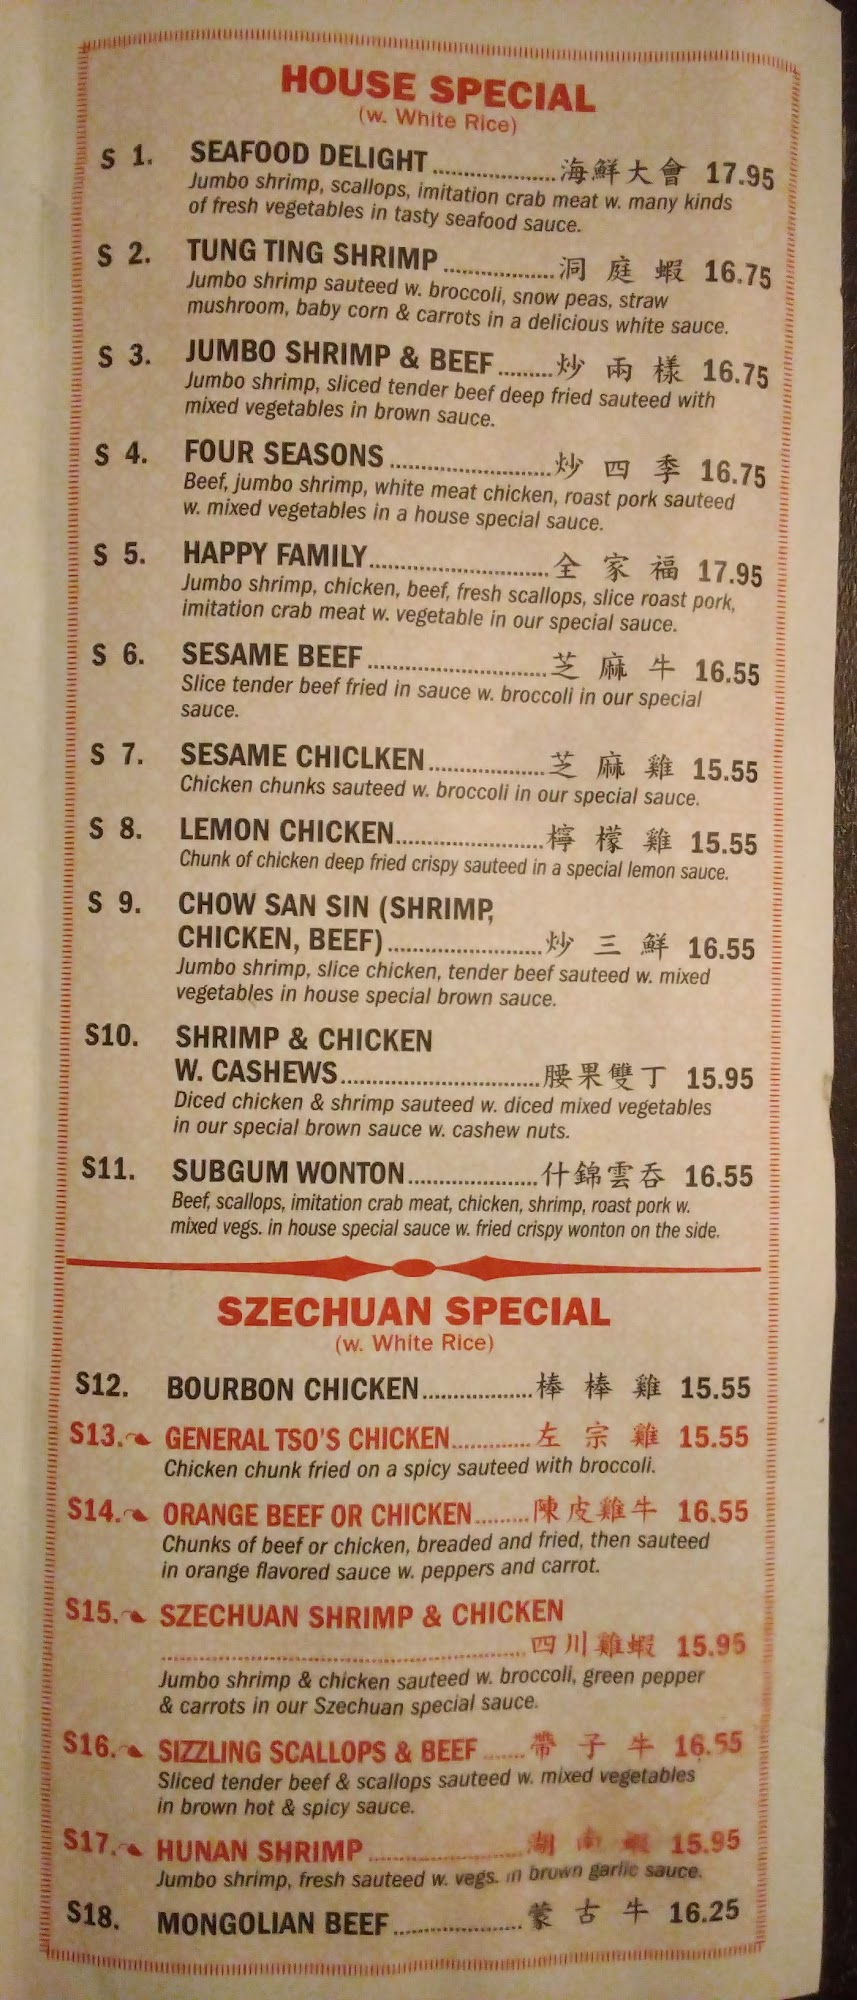 HOUSE SPECIAL
(w. White Rice)
S 1. SEAFOOD DELIGHT....................海鮮大會 17.95
Jumbo shrimp, scallops, imitation crab meat w. many kinds
of fresh vegetables in tasty seafood sauce.
S 2. TUNG TING SHRIMP..................洞 庭 蝦 16.75
Jumbo shrimp sauteed w. broccoli, snow peas, straw
mushroom, baby corn & carrots in a delicious white sauce.
S 3. JUMBO SHRIMP & BEEF.........炒 兩 樣 16.75
Jumbo shrimp, sliced tender beef deep fried sauteed with
mixed vegetables in brown sauce.
S 4. FOUR SEASONS..........................炒 四 季 16.75
Beef, jumbo shrimp, white meat chicken, roast pork sauteed
w. mixed vegetables in a house special sauce.
S 5. HAPPY FAMILY.............................全 家 福 17.95
Jumbo shrimp, chicken, beef, fresh scallops, slice roast pork,
imitation crab meat w. vegetable in our special sauce.
S 6. SESAME BEEF.............................芝 麻 牛 16.55
Slice tender beef fried in sauce w. broccoli in our special
sauce.
S 7. SESAME CHICLKEN...................芝 麻 雞 15.55
Chicken chunks sauteed w. broccoli in our special sauce.
S 8. LEMON CHICKEN........................檸 檬 雞 15.55
Chunk of chicken deep fried crispy sauteed in a special lemon sauce.
S 9. CHOW SAN SIN (SHRIMP,
CHICKEN, BEEF).........................炒 三 鮮 16.55
Jumbo shrimp, slice chicken, tender beef sauteed w. mixed
vegetables in house special brown sauce.
S10. SHRIMP & CHICKEN
W. CASHEWS................................腰果雙丁 15.95
Diced chicken & shrimp sauteed w. diced mixed vegetables
in our special brown sauce w. cashew nuts.
S11. SUBGUM WONTON.....................什錦雲吞 16.55
Beef, scallops, imitation crab meat, chicken, shrimp, roast pork w.
mixed vegs. in house special sauce w. fried crispy wonton on the side.
SZECHUAN SPECIAL
(w. White Rice)
S12. BOURBON CHICKEN..................棒 棒 雞 15.55
S13. GENERAL TSO'S CHICKEN.............左 宗 雞 15.55
Chicken chunk fried on a spicy sauteed with broccoli.
S14. ORANGE BEEF OR CHICKEN.........陳皮雞牛 16.55
Chunks of beef or chicken, breaded and fried, then sauteed
in orange flavored sauce w. peppers and carrot.
S15. SZECHUAN SHRIMP & CHICKEN
..........................................................四川雞蝦 15.95
Jumbo shrimp & chicken sauteed w. broccoli, green pepper
& carrots in our Szechuan special sauce.
S16. SIZZLING SCALLOPS & BEEF.......帶 子 牛 16.55
Sliced tender beef & scallops sauteed w. mixed vegetables
in brown hot & spicy sauce.
S17. HUNAN SHRIMP.........................湖 南 蝦 15.95
Jumbo shrimp, fresh sauteed w. vegs. in brown garlic sauce.
S18. MONGOLIAN BEEF.....................蒙 古 牛 16.25